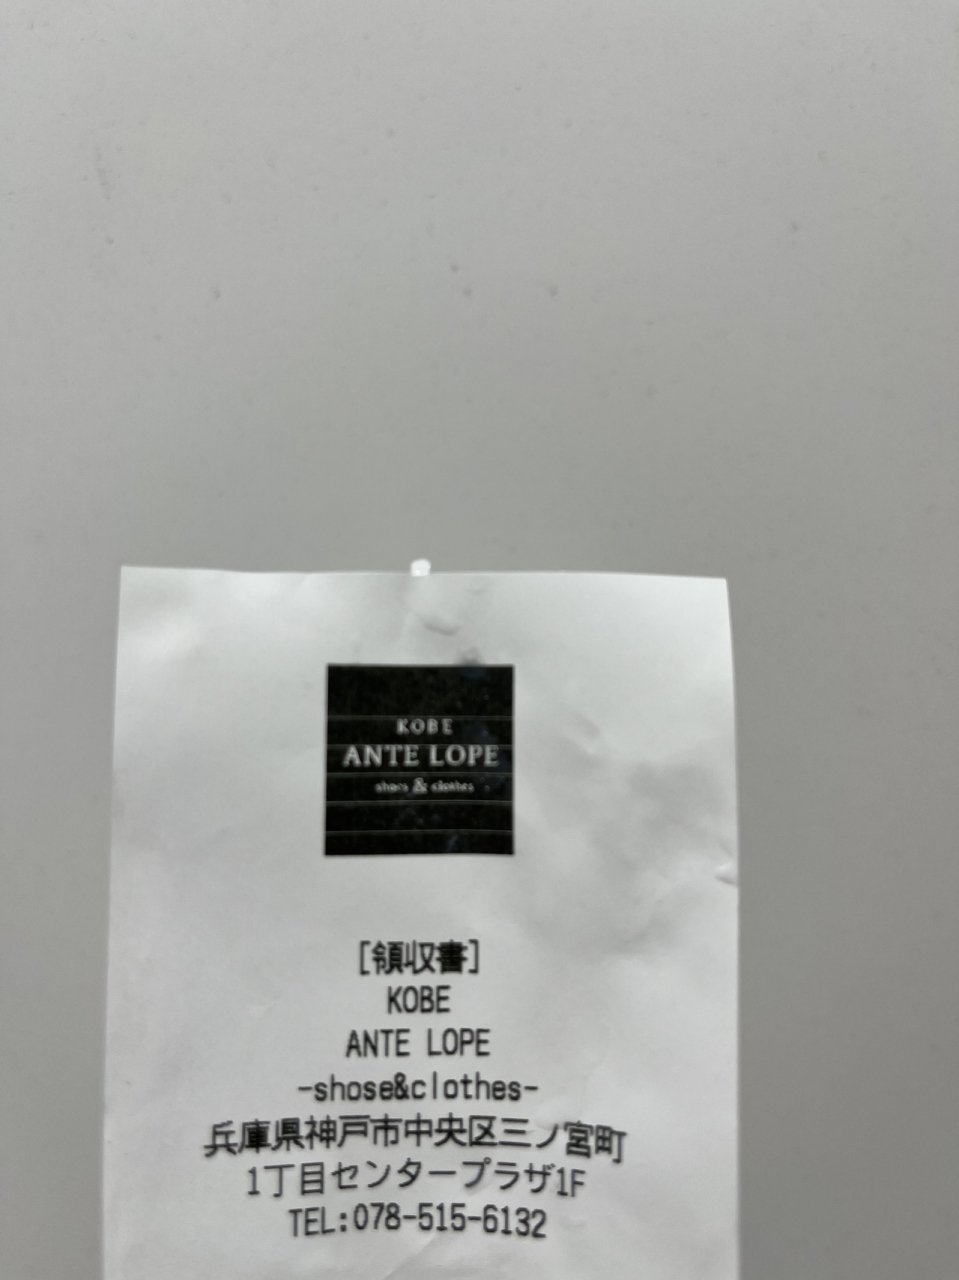 KOBE
ANTE LOPE
shoes & clothes
[領収書]
KOBE
ANTE LOPE
-shose&clothes-
兵庫県神戸市中央区三ノ宮町
1丁目センタープラザ1F
TEL:078-515-6132